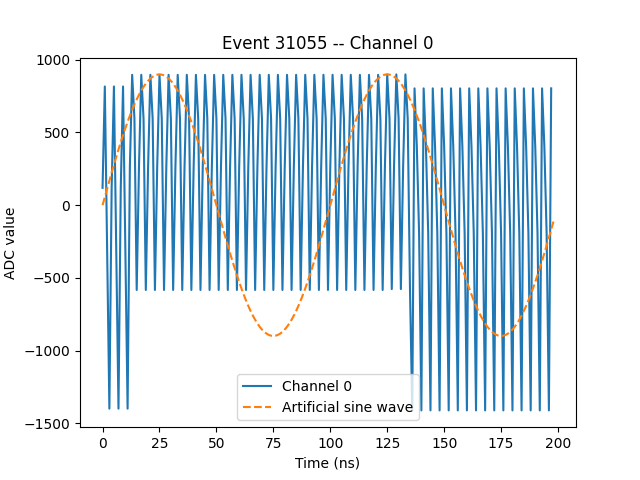 Event 31055 -- Channel 0
ADC value
1000
500
0
−500
−1000
−1500
Channel 0
Artificial sine wave
0 25 50 75 100 125 150 175 200
Time (ns)